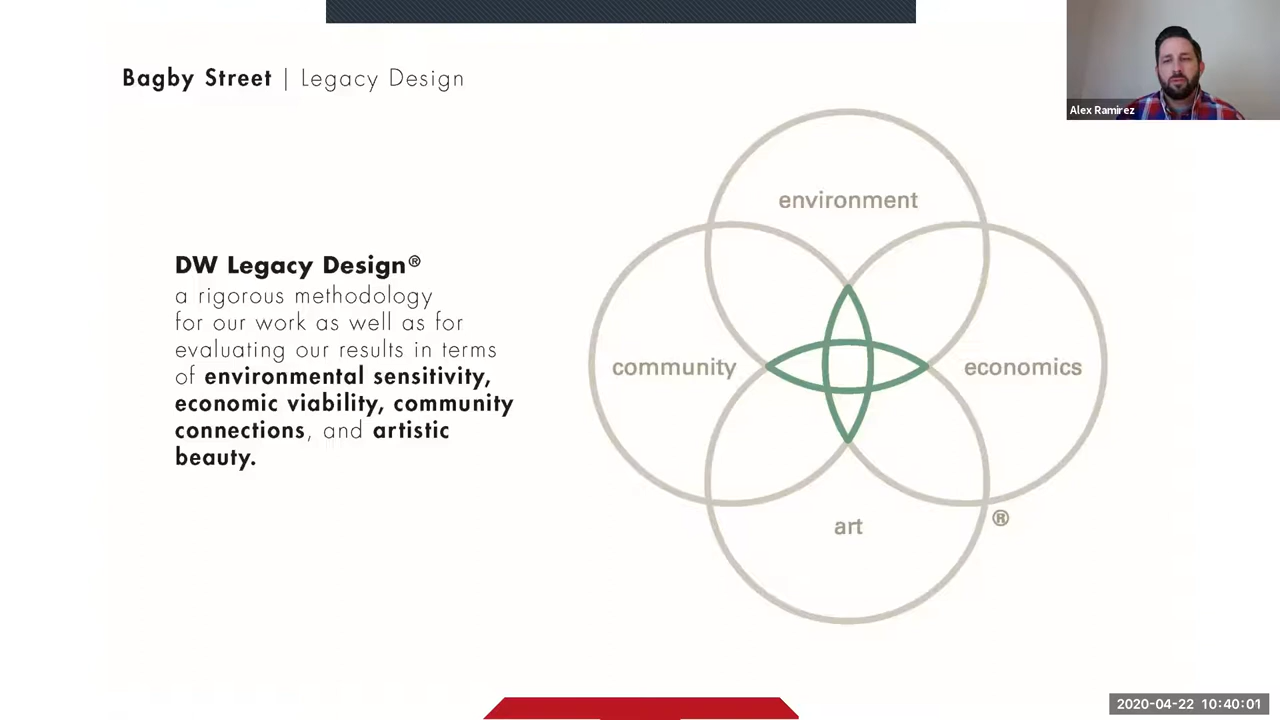 Bagby Street | Legacy Design
Alex Ramirez
environment
DW Legacy Design®
a rigorous methodology
for our work as well as for
evaluating our results in terms
of environmental sensitivity,
economic viability, community
connections, and artistic
beauty.
community
economics
art
®
2020-04-22 10:40:01